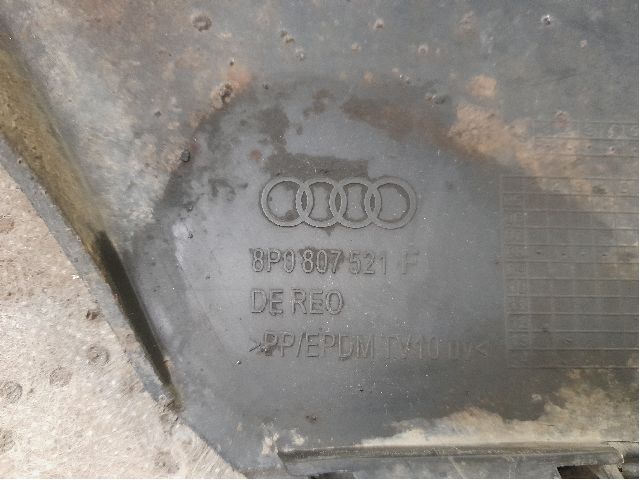 8P0 807 521 F
DE REO
>PP/EPDM TV10